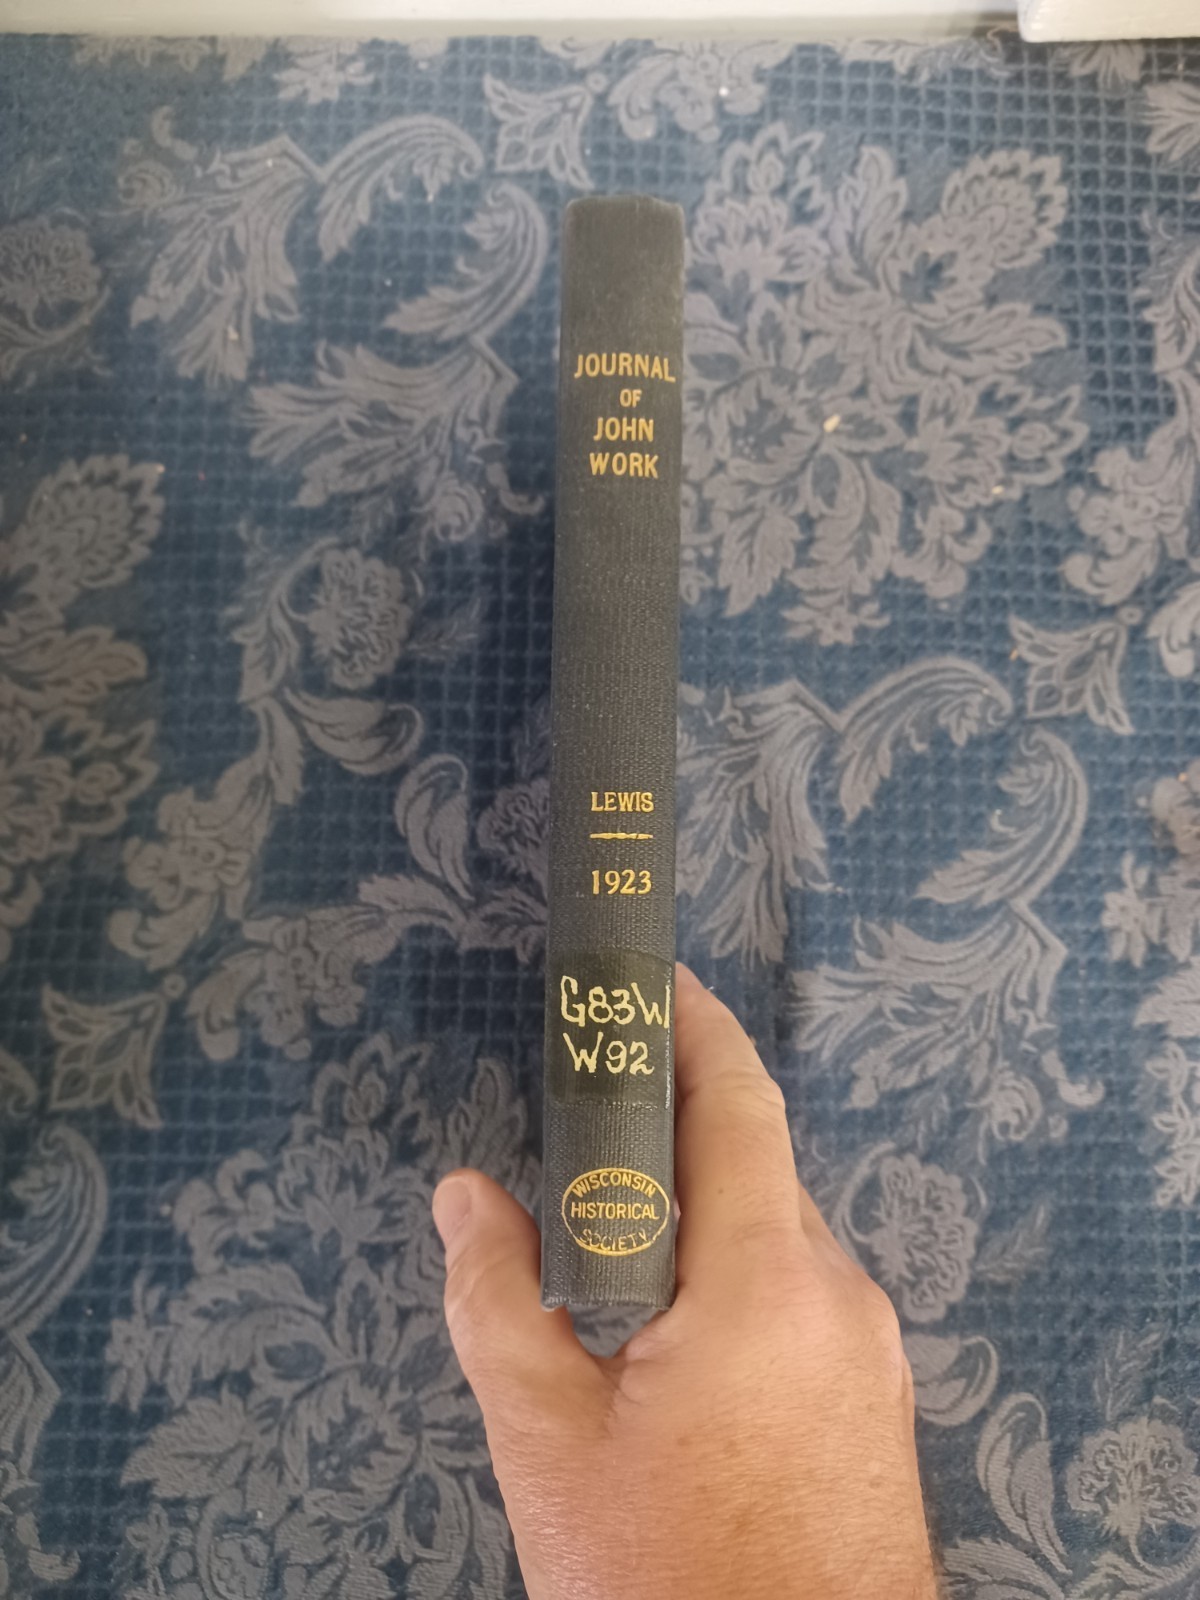 JOURNAL
OF
JOHN
WORK
LEWIS
1923
G83W
W92
WISCONSIN
HISTORICAL
SOCIETY